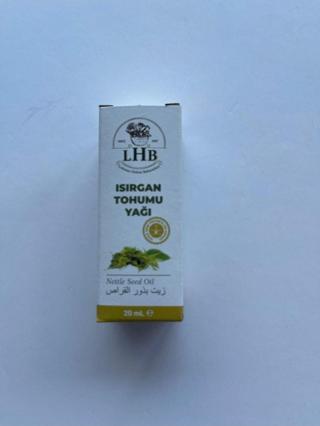 LHB
ISIRGAN
TOHUMU
YAĞI
Nettle Seed Oil
زيت بذور القراص
20 mL ℮